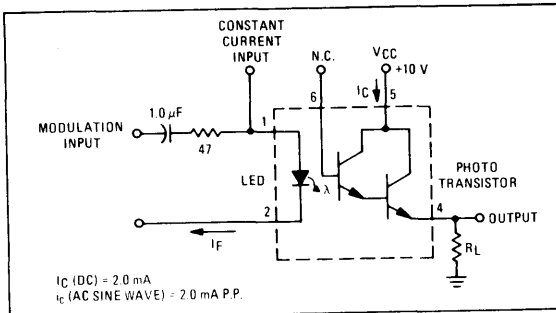 CONSTANT
CURRENT
INPUT
N.C.
VCC
+10 V
IC
6
5
1.0 µF
MODULATION
INPUT
47
1
LED
λ
PHOTO
TRANSISTOR
2
4
OUTPUT
IF
RL
IC (DC) = 2.0 mA
ic (AC SINE WAVE) = 2.0 mA P.P.